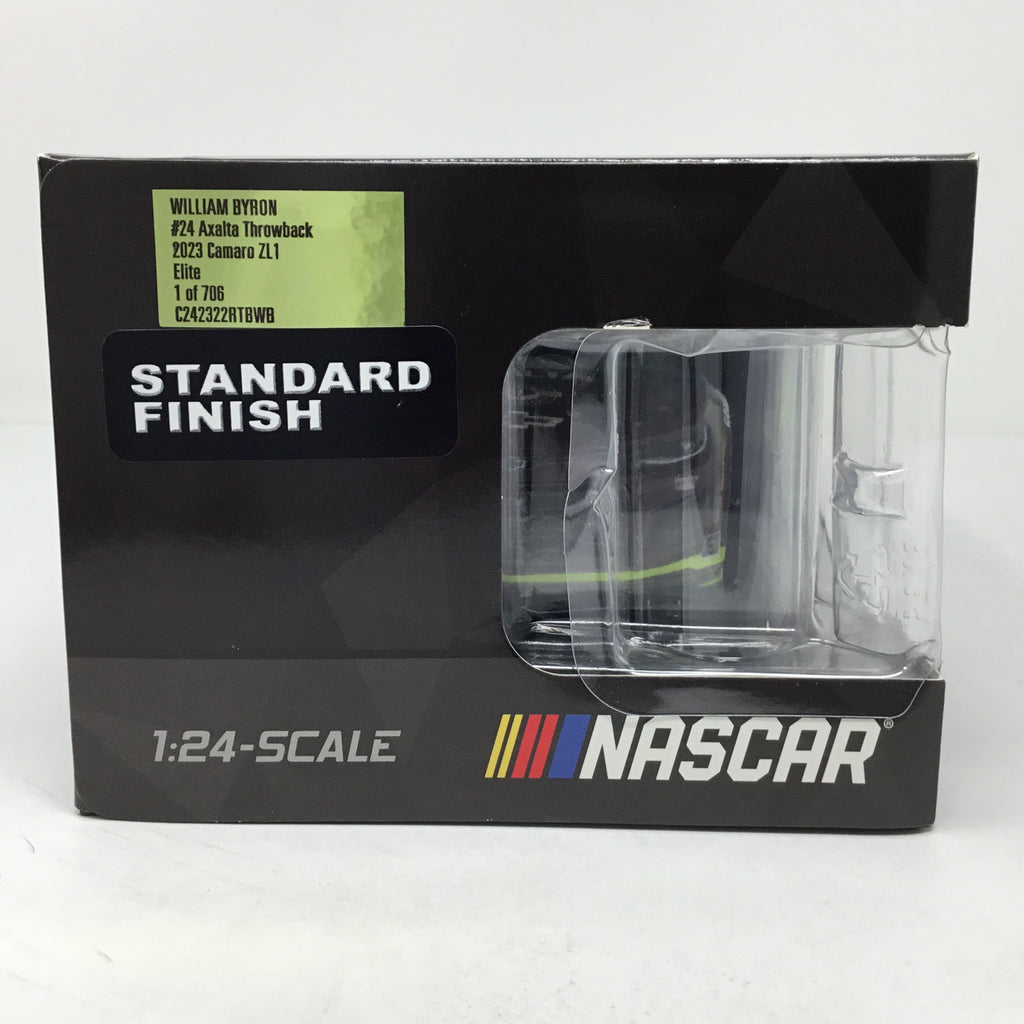 WILLIAM BYRON
#24 Axalta Throwback
2023 Camaro ZL1
Elite
1 of 706
C242322RTBWB
STANDARD
FINISH
PETE
1:24-SCALE
NASCAR®